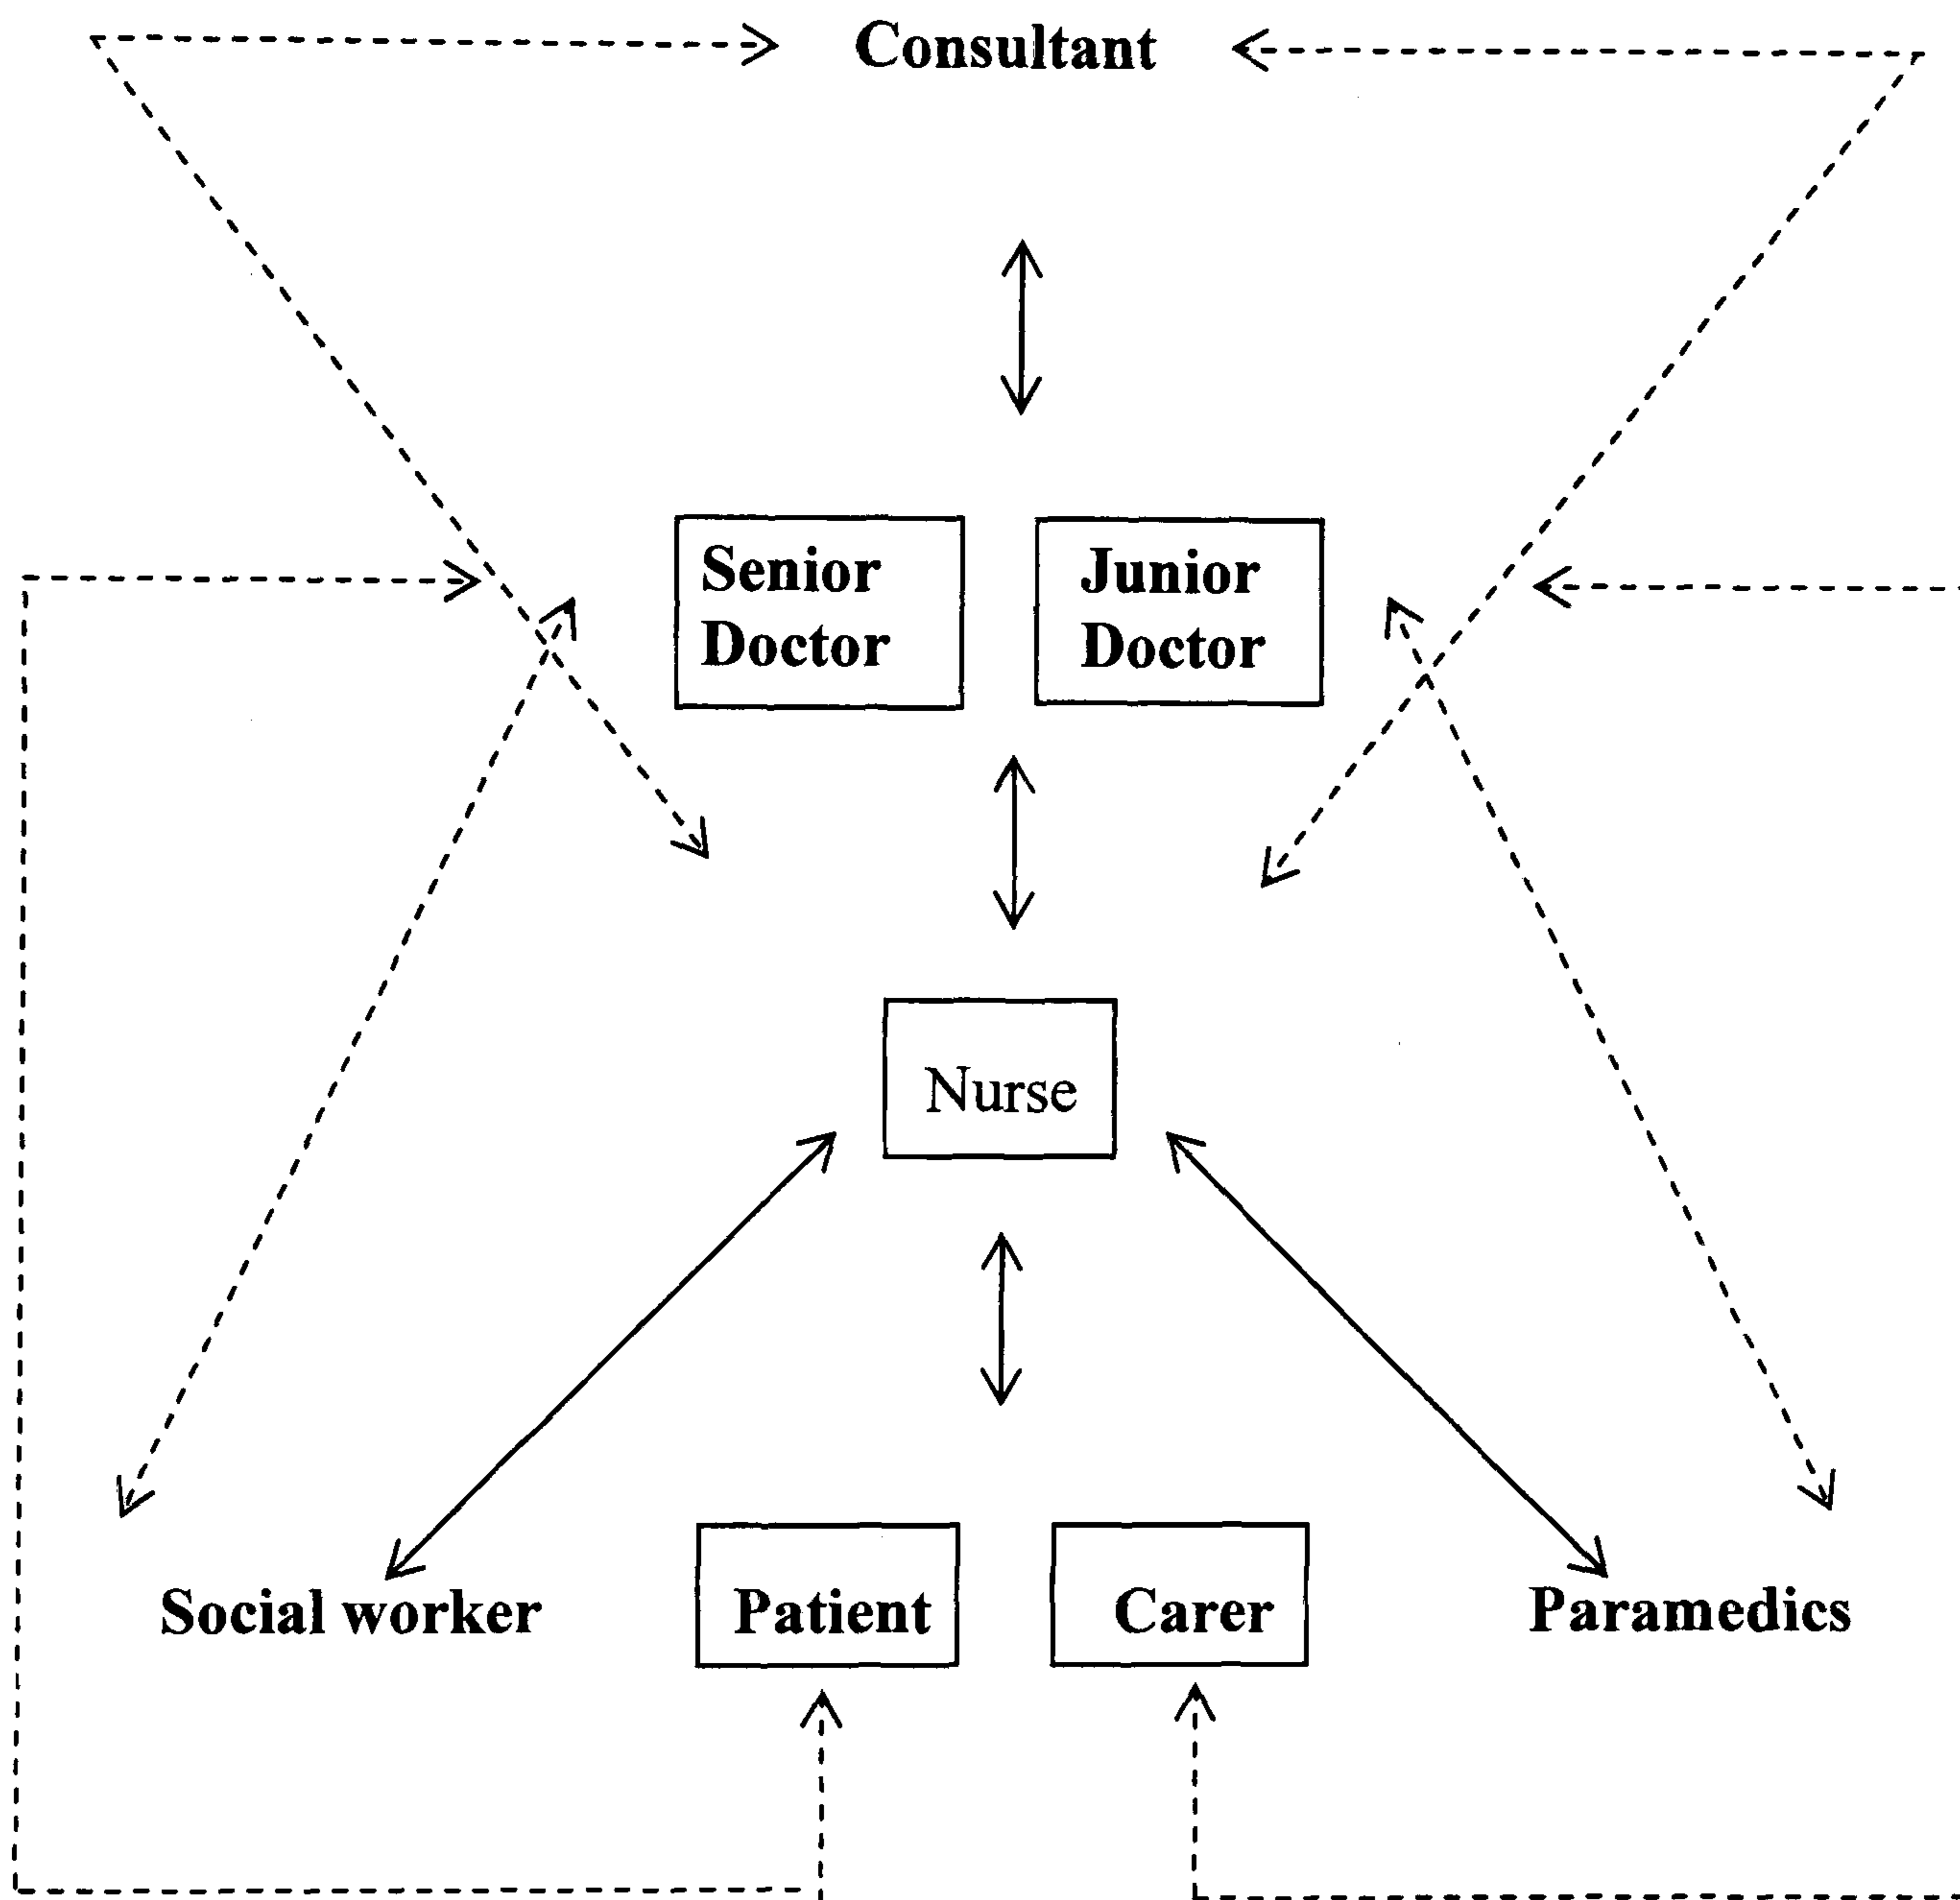 Consultant
Senior
Doctor
Junior
Doctor
Nurse
Social worker
Patient
Carer
Paramedics